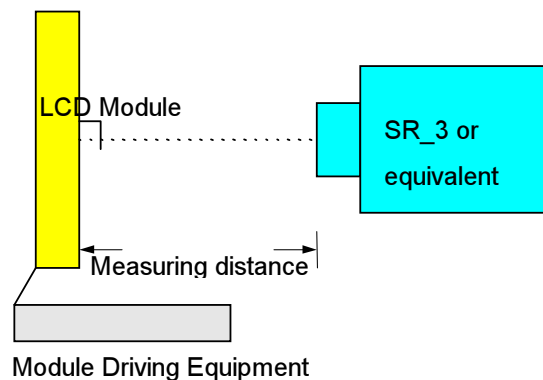 LCD Module
SR_3 or
equivalent
Measuring distance
Module Driving Equipment